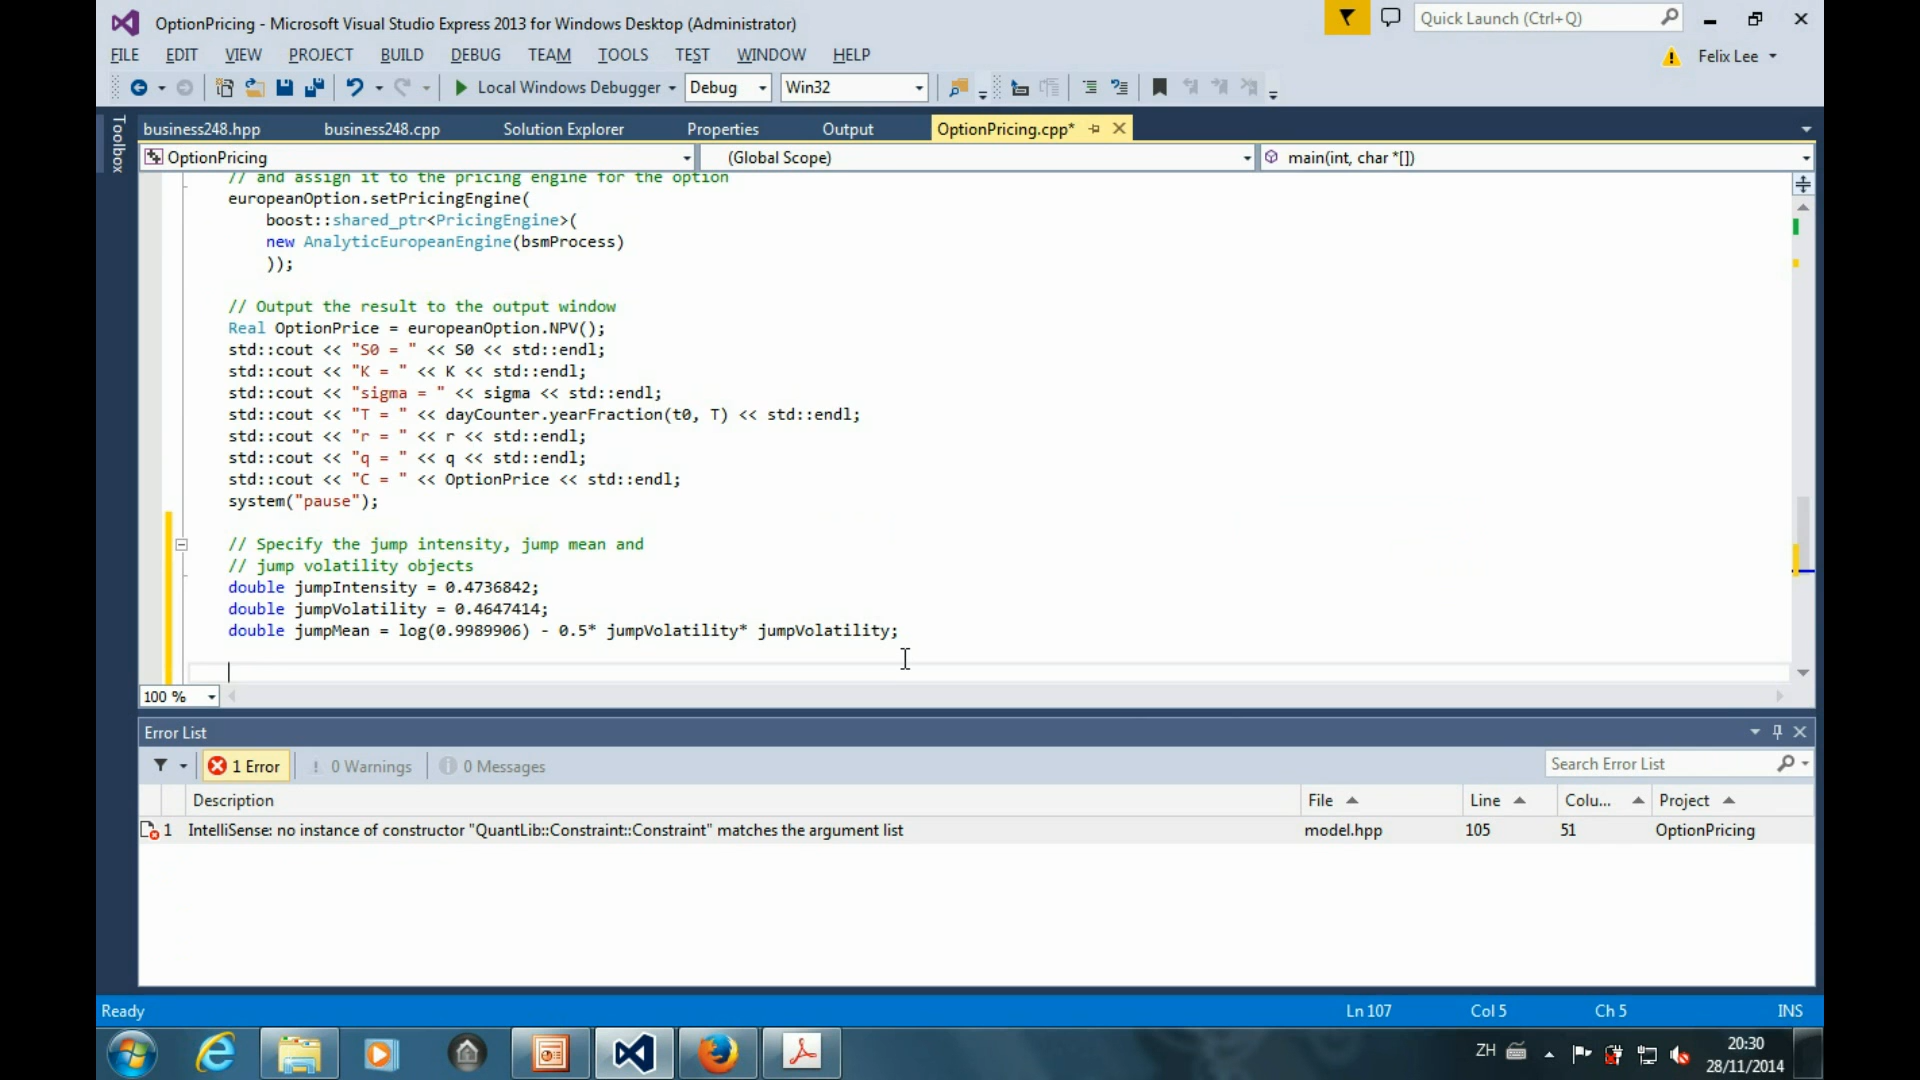 OptionPricing - Microsoft Visual Studio Express 2013 for Windows Desktop (Administrator)
Quick Launch (Ctrl+Q)
FILE EDIT VIEW PROJECT BUILD DEBUG TEAM TOOLS TEST WINDOW HELP
Felix Lee
Local Windows Debugger Debug Win32
Toolbox
business248.hpp business248.cpp Solution Explorer Properties Output OptionPricing.cpp*
OptionPricing (Global Scope) main(int, char *[])
// and assign it to the pricing engine for the option
europeanOption.setPricingEngine(
boost::shared_ptr<PricingEngine>(
new AnalyticEuropeanEngine(bsmProcess)
));
// Output the result to the output window
Real OptionPrice = europeanOption.NPV();
std::cout << "S0 = " << S0 << std::endl;
std::cout << "K = " << K << std::endl;
std::cout << "sigma = " << sigma << std::endl;
std::cout << "T = " << dayCounter.yearFraction(t0, T) << std::endl;
std::cout << "r = " << r << std::endl;
std::cout << "q = " << q << std::endl;
std::cout << "C = " << OptionPrice << std::endl;
system("pause");
// Specify the jump intensity, jump mean and
// jump volatility objects
double jumpIntensity = 0.4736842;
double jumpVolatility = 0.4647414;
double jumpMean = log(0.9989906) - 0.5* jumpVolatility* jumpVolatility;
100 %
Error List
1 Error 0 Warnings 0 Messages
Search Error List
Description File Line Colu... Project
1 IntelliSense: no instance of constructor "QuantLib::Constraint::Constraint" matches the argument list model.hpp 105 51 OptionPricing
Ready Ln 107 Col 5 Ch 5 INS
ZH
20:30
28/11/2014